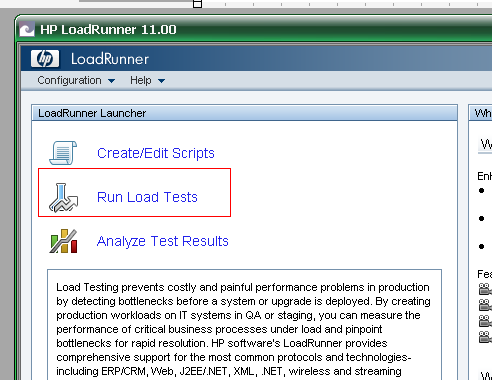 HP LoadRunner 11.00
hp LoadRunner
Configuration Help
LoadRunner Launcher
Create/Edit Scripts
Run Load Tests
Analyze Test Results
Load Testing prevents costly and painful performance problems in production
by detecting bottlenecks before a system or upgrade is deployed. By creating
production workloads on IT systems in QA or staging, you can measure the
performance of critical business processes under load and pinpoint
bottlenecks for rapid resolution. HP software's LoadRunner provides
comprehensive support for the most common protocols and technologies-
including ERP/CRM, Web, J2EE/.NET, XML, .NET, wireless and streaming
Wh
W
Enh
Fea